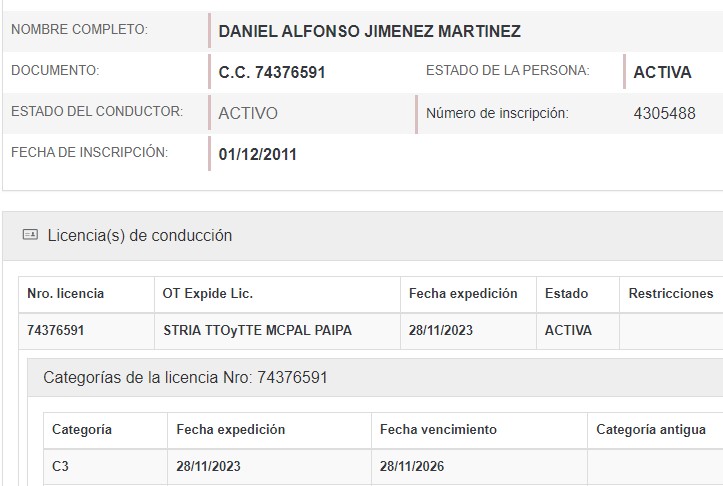 NOMBRE COMPLETO: DANIEL ALFONSO JIMENEZ MARTINEZ
DOCUMENTO: C.C. 74376591 ESTADO DE LA PERSONA: ACTIVA
ESTADO DEL CONDUCTOR: ACTIVO Número de inscripción: 4305488
FECHA DE INSCRIPCIÓN: 01/12/2011
Licencia(s) de conducción
Nro. licencia OT Expide Lic. Fecha expedición Estado Restricciones
74376591 STRIA TTOyTTE MCPAL PAIPA 28/11/2023 ACTIVA
Categorías de la licencia Nro: 74376591
Categoría Fecha expedición Fecha vencimiento Categoría antigua
C3 28/11/2023 28/11/2026